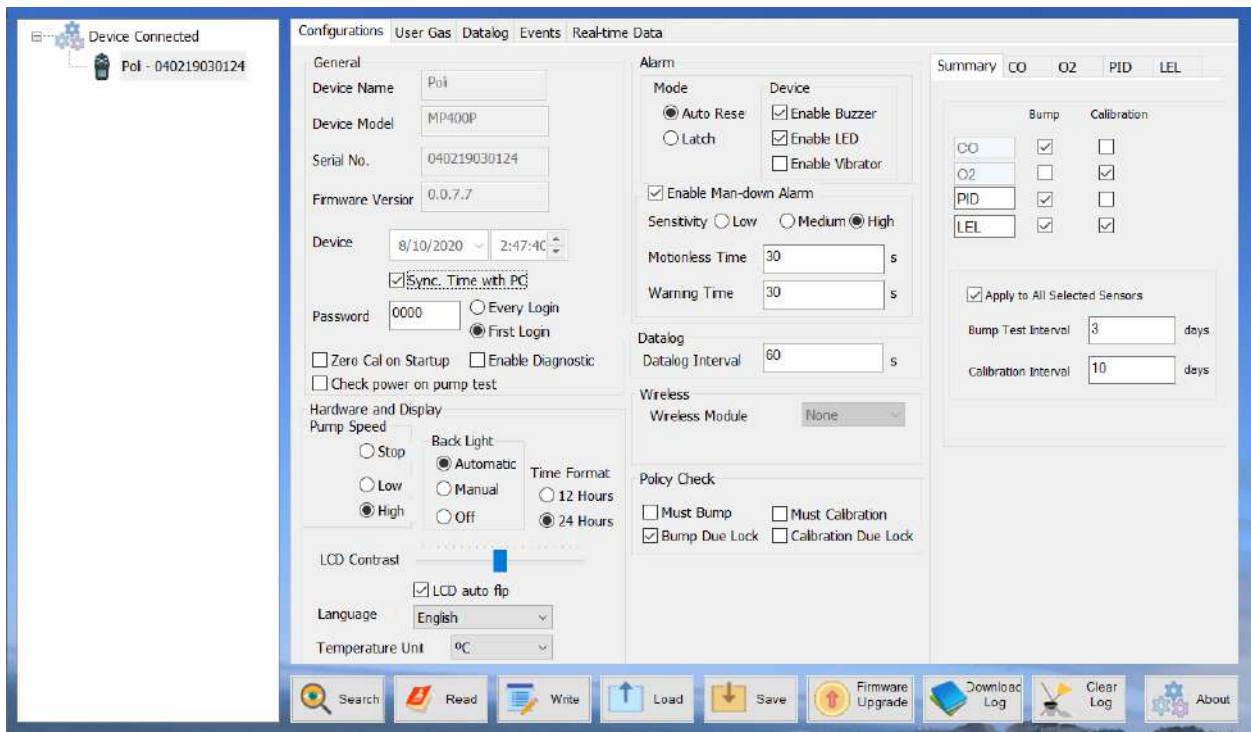 Device Connected
Poli - 040219030124
Configurations User Gas Datalog Events Real-time Data
General
Device Name Poli
Device Model MP400P
Serial No. 040219030124
Firmware Version 0.0.7.7
Device 8/10/2020 2:47:40
Sync. Time with PC
Password 0000
Every Login
First Login
Zero Cal on Startup Enable Diagnostic
Check power on pump test
Hardware and Display
Pump Speed
Stop
Low
High
Back Light
Automatic
Manual
Off
Time Format
12 Hours
24 Hours
LCD Contrast
LCD auto flip
Language English
Temperature Unit ºC
Alarm
Mode
Auto Rese
Latch
Device
Enable Buzzer
Enable LED
Enable Vibrator
Enable Man-down Alarm
Sensitivity Low Medium High
Motionless Time 30 s
Warning Time 30 s
Datalog
Datalog Interval 60 s
Wireless
Wireless Module None
Policy Check
Must Bump Must Calibration
Bump Due Lock Calibration Due Lock
Summary CO O2 PID LEL
Bump Calibration
CO
O2
PID
LEL
Apply to All Selected Sensors
Bump Test Interval 3 days
Calibration Interval 10 days
Search
Read
Write
Load
Save
Firmware
Upgrade
Download
Log
Clear
Log
About